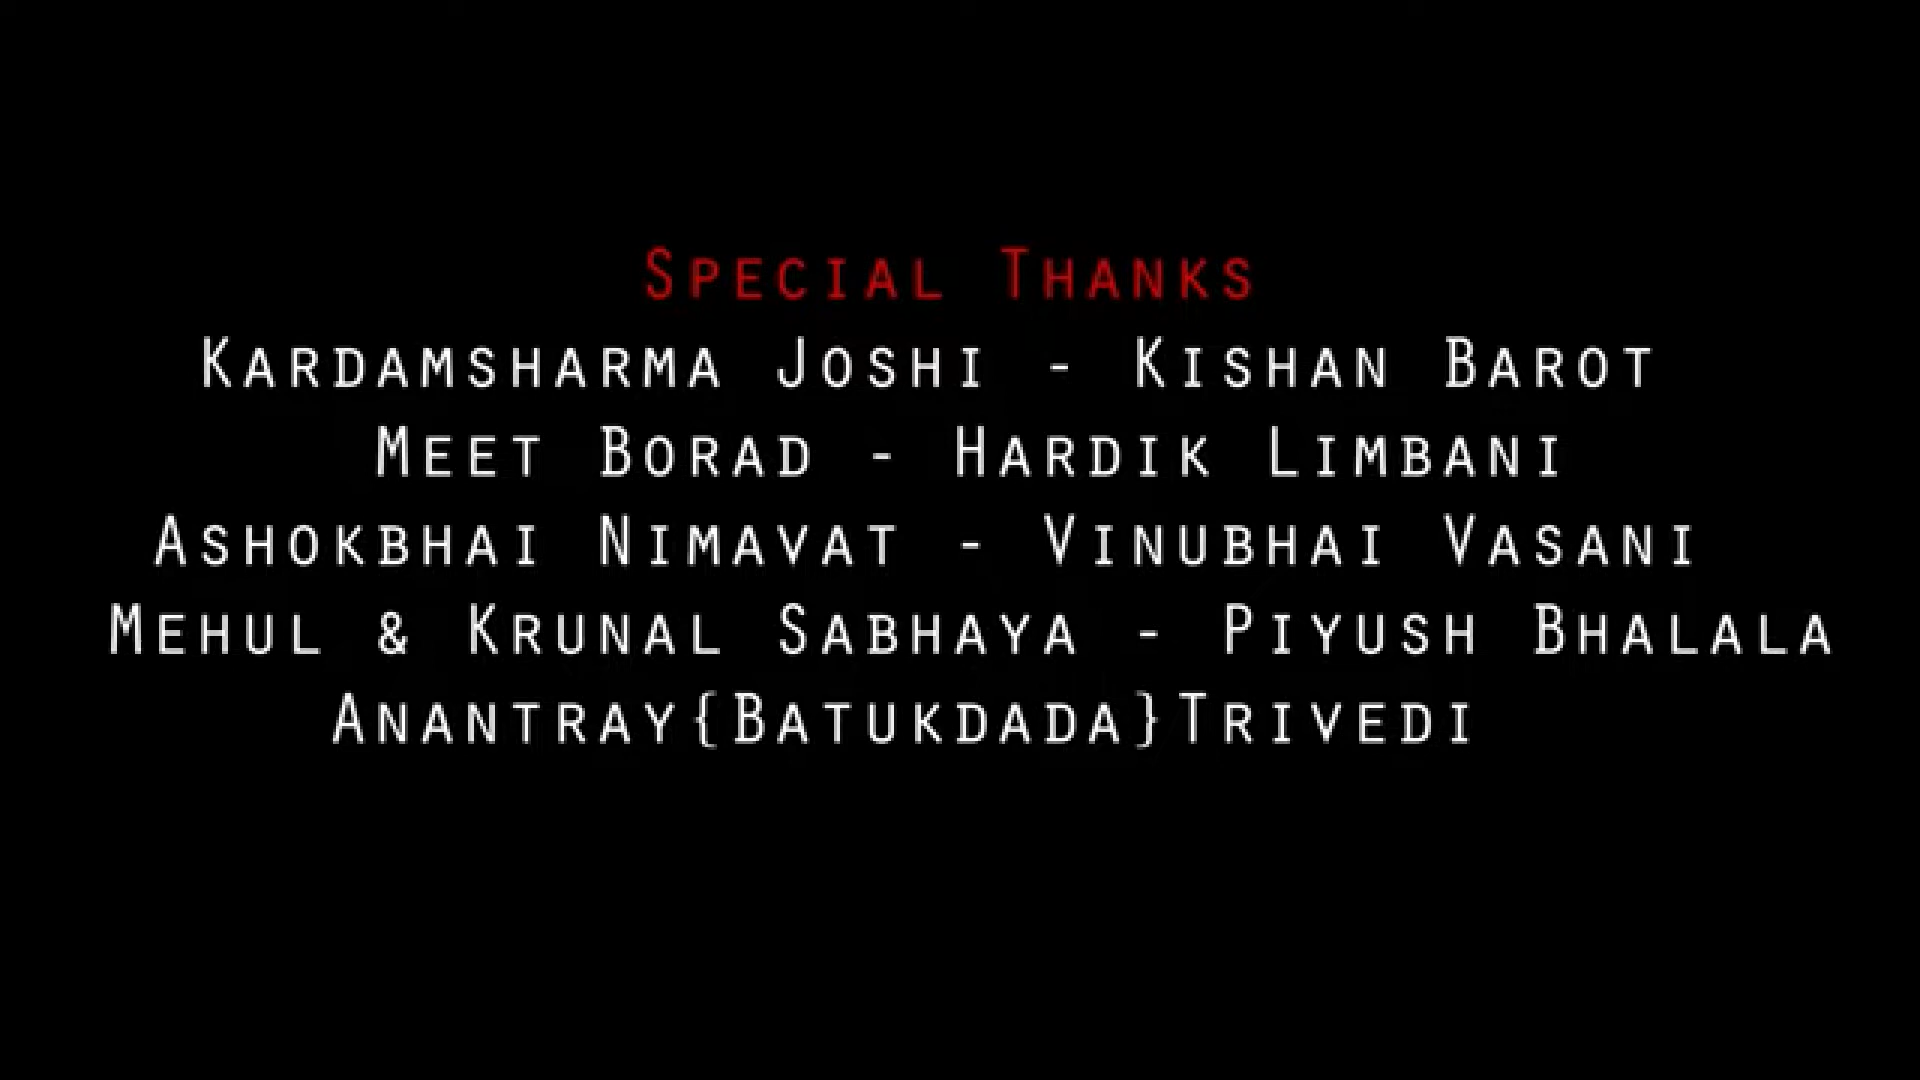 Special Thanks
Kardamsharma Joshi - Kishan Barot
Meet Borad - Hardik Limbani
Ashokbhai Nimavat - Vinubhai Vasani
Mehul & Krunal Sabhaya - Piyush Bhalala
Anantray{Batukdada}Trivedi